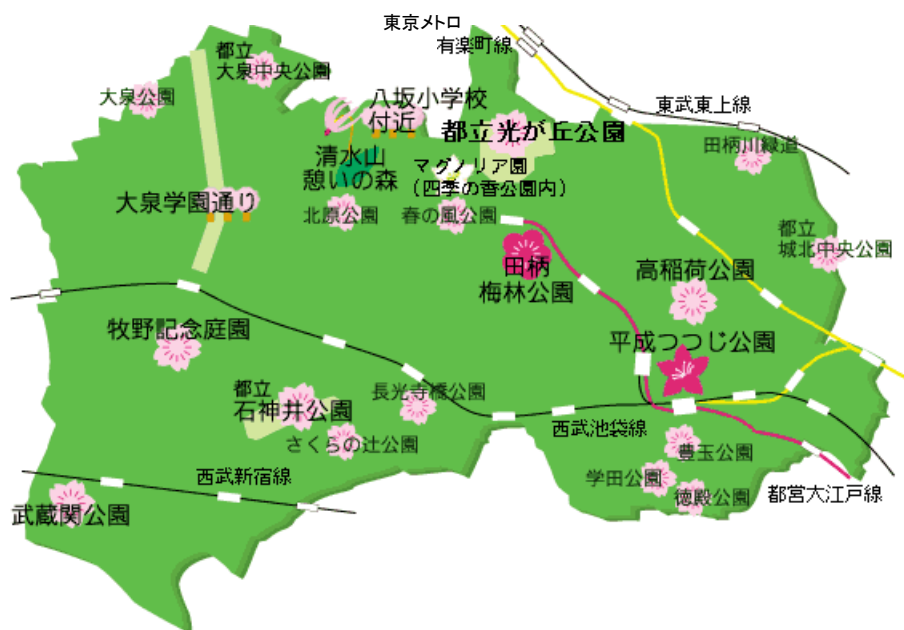 東京メトロ
有楽町線
都立
大泉中央公園
大泉公園
八坂小学校
付近
東武東上線
都立光が丘公園
田柄川緑道
清水山
憩いの森
マグノリア園
(四季の香公園内)
大泉学園通り
北原公園
春の風公園
都立
城北中央公園
田柄
梅林公園
高稲荷公園
牧野記念庭園
平成つつじ公園
都立
石神井公園
長光寺橋公園
さくらの辻公園
西武池袋線
豊玉公園
西武新宿線
学田公園
徳殿公園
都営大江戸線
武蔵関公園